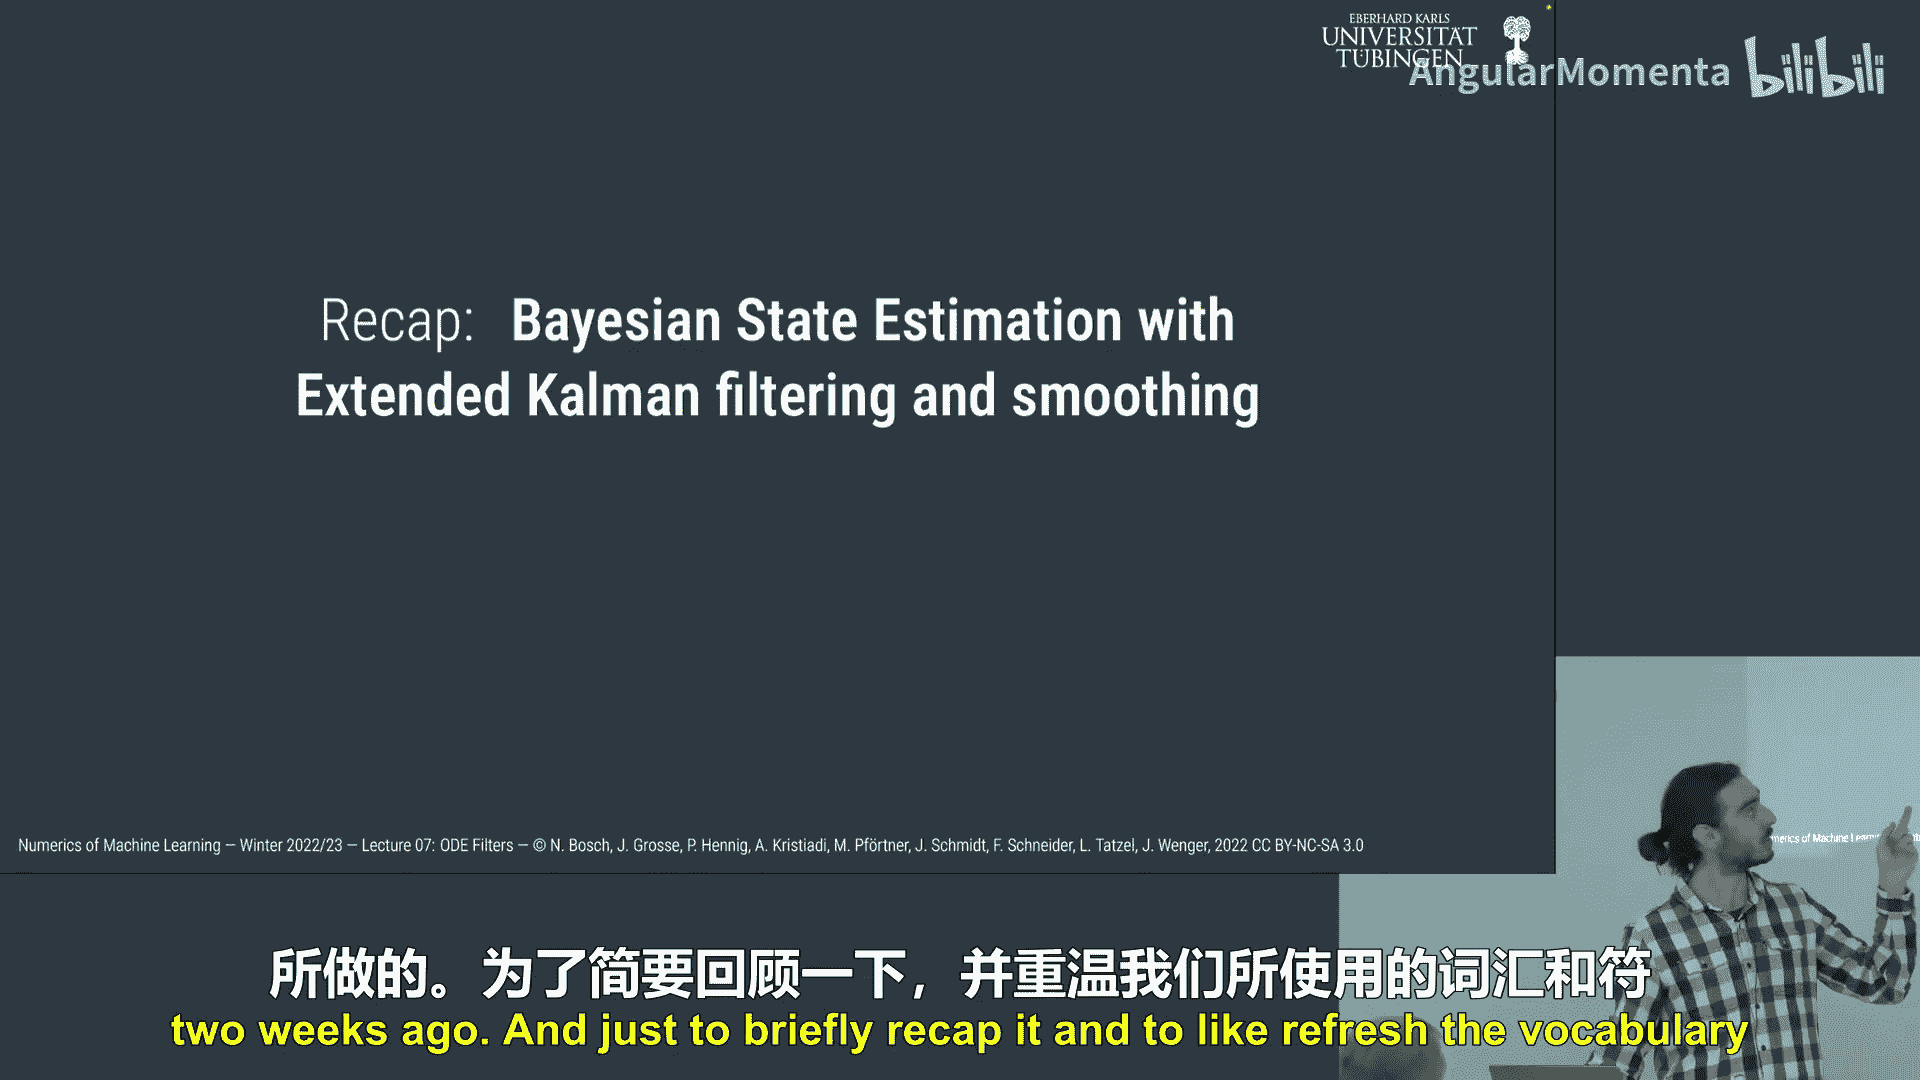 EBERHARD KARLS
UNIVERSITÄT
TÜBINGEN
AngularMomenta bilibili
Recap: Bayesian State Estimation with
Extended Kalman filtering and smoothing
Numerics of Machine Learning — Winter 2022/23 — Lecture 07: ODE Filters — © N. Bosch, J. Grosse, P. Hennig, A. Kristiadi, M. Pförtner, J. Schmidt, F. Schneider, L. Tatzel, J. Wenger, 2022 CC BY-NC-SA 3.0
所做的。为了简要回顾一下，并重温我们所使用的词汇和符
two weeks ago. And just to briefly recap it and to like refresh the vocabulary